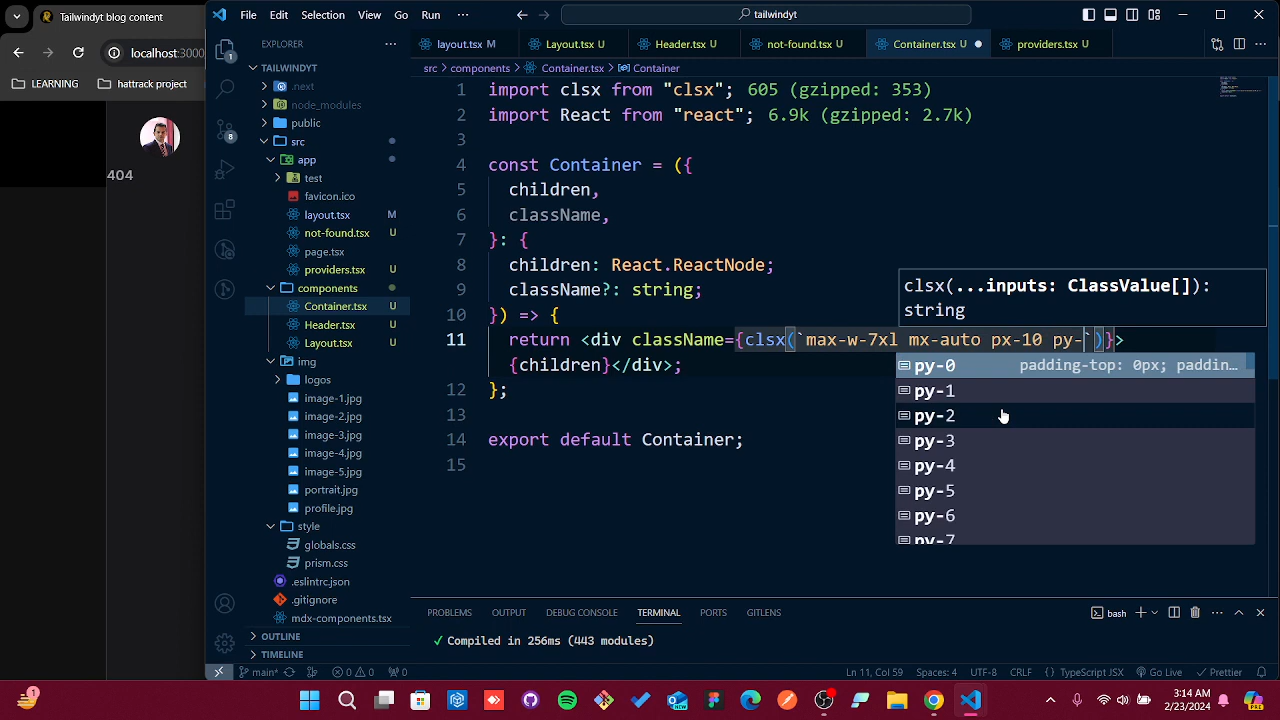 Tailwindyt blog content
localhost:3000
LEARNING
hattrack project
404
File Edit Selection View Go Run ···
tailwindyt
EXPLORER
layout.tsx M
Layout.tsx U
Header.tsx U
not-found.tsx U
Container.tsx U
providers.tsx U
TAILWINDYT
src > components > Container.tsx > Container
.next
node_modules
public
src
app
test
favicon.ico
layout.tsx M
not-found.tsx U
page.tsx
providers.tsx U
components
Container.tsx U
Header.tsx U
Layout.tsx U
img
logos
image-1.jpg
image-2.jpg
image-3.jpg
image-4.jpg
image-5.jpg
portrait.jpg
profile.jpg
style
globals.css
prism.css
.eslintrc.json
.gitignore
mdx-components.tsx
OUTLINE
TIMELINE
1
8
1 import clsx from "clsx"; 605 (gzipped: 353)
2 import React from "react"; 6.9k (gzipped: 2.7k)
3
4 const Container = ({
5 children,
6 className,
7 }: {
8 children: React.ReactNode;
9 className?: string;
10 }) => {
11 return <div className={clsx(`max-w-7xl mx-auto px-10 py-`)}>
{children}</div>;
12 };
13
14 export default Container;
15
clsx(...inputs: ClassValue[]):
string
py-0 padding-top: 0px; paddin…
py-1
py-2
py-3
py-4
py-5
py-6
py-7
PROBLEMS OUTPUT DEBUG CONSOLE TERMINAL PORTS GITLENS
bash
✓ Compiled in 256ms (443 modules)
main* 0 0 0
Ln 11, Col 59 Spaces: 4 UTF-8 CRLF {} TypeScript JSX Go Live ✓ Prettier
1
NEW
3:14 AM
2/23/2024
PRE